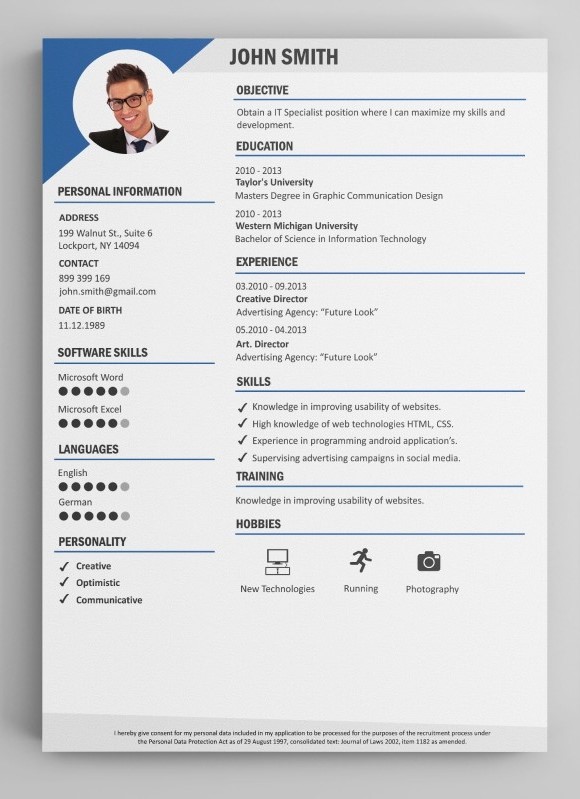 JOHN SMITH
PERSONAL INFORMATION
ADDRESS
199 Walnut St., Suite 6
Lockport, NY 14094
CONTACT
899 399 169
john.smith@gmail.com
DATE OF BIRTH
11.12.1989
SOFTWARE SKILLS
Microsoft Word
Microsoft Excel
LANGUAGES
English
German
PERSONALITY
Creative
Optimistic
Communicative
OBJECTIVE
Obtain a IT Specialist position where I can maximize my skills and
development.
EDUCATION
2010 - 2013
Taylor's University
Masters Degree in Graphic Communication Design
2010 - 2013
Western Michigan University
Bachelor of Science in Information Technology
EXPERIENCE
03.2010 - 09.2013
Creative Director
Advertising Agency: “Future Look”
05.2010 - 04.2013
Art. Director
Advertising Agency: “Future Look”
SKILLS
Knowledge in improving usability of websites.
High knowledge of web technologies HTML, CSS.
Experience in programming android application's.
Supervising advertising campaigns in social media.
TRAINING
Knowledge in improving usability of websites.
HOBBIES
New Technologies
Running
Photography
I hereby give consent for my personal data included in my application to be processed for the purposes of the recruitment process under
the Personal Data Protection Act as of 29 August 1997, consolidated text: Journal of Laws 2002, item 1182 as amended.